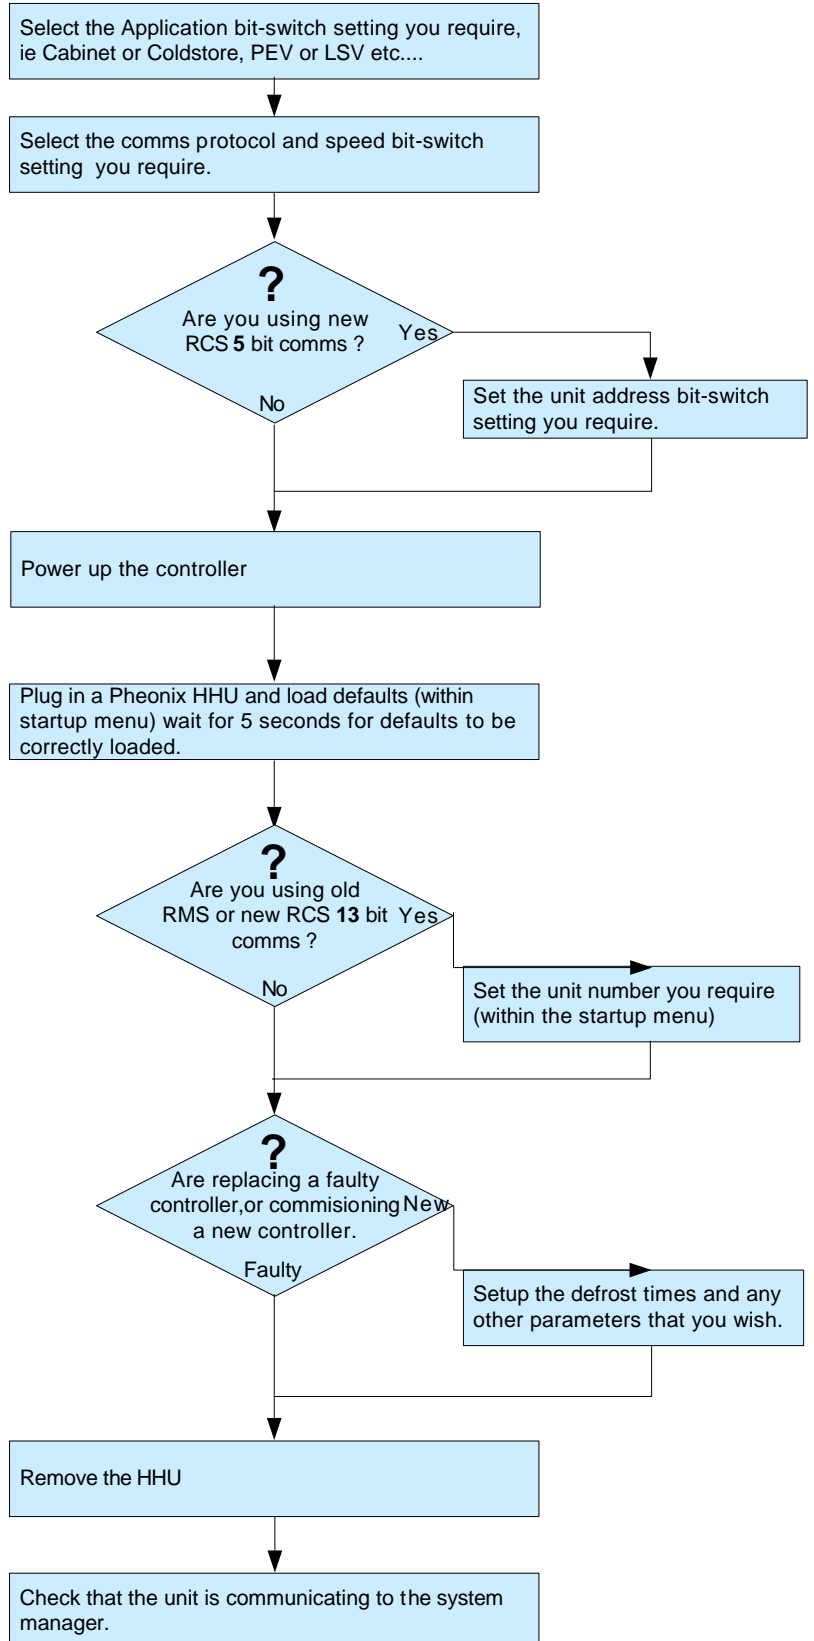 Select the Application bit-switch setting you require,
ie Cabinet or Coldstore, PEV or LSV etc....
Select the comms protocol and speed bit-switch
setting you require.
?
Are you using new
RCS 5 bit comms ?
Yes
No
Set the unit address bit-switch
setting you require.
Power up the controller
Plug in a Pheonix HHU and load defaults (within
startup menu) wait for 5 seconds for defaults to be
correctly loaded.
?
Are you using old
RMS or new RCS 13 bit
comms ?
Yes
No
Set the unit number you require
(within the startup menu)
?
Are replacing a faulty
controller,or commisioning
a new controller.
New
Faulty
Setup the defrost times and any
other parameters that you wish.
Remove the HHU
Check that the unit is communicating to the system
manager.